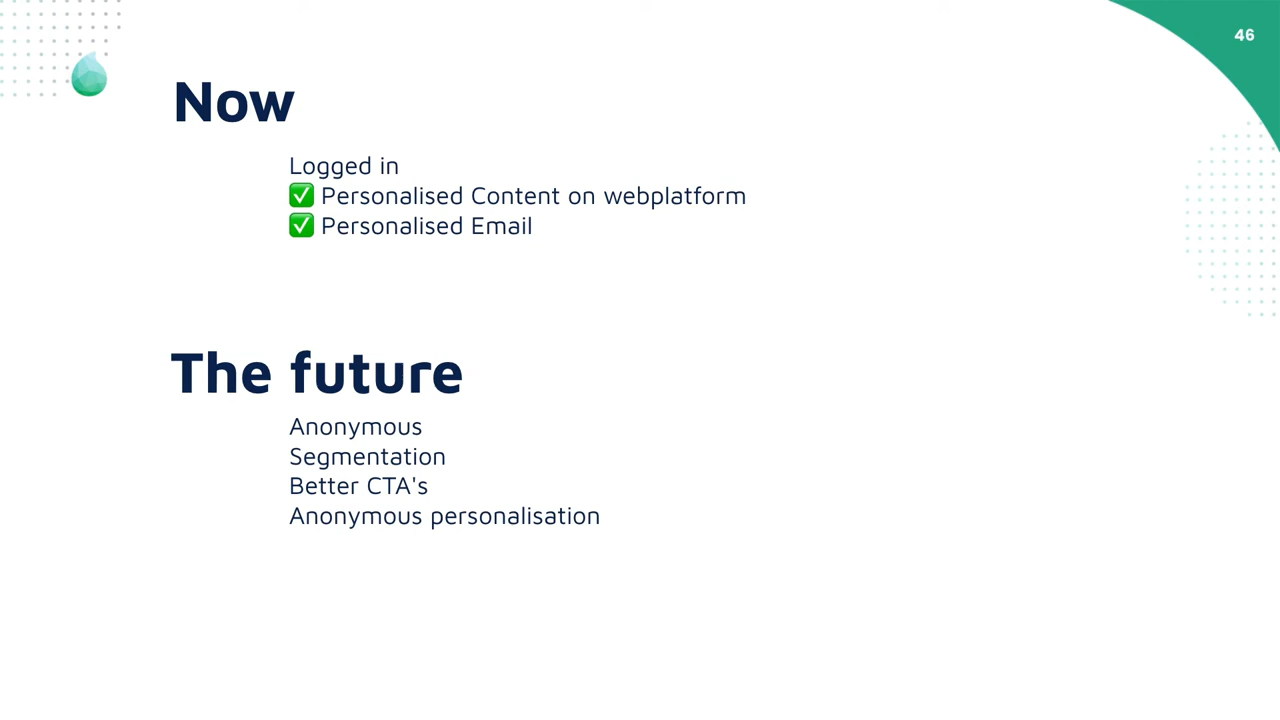 46
Now
Logged in
✅ Personalised Content on webplatform
✅ Personalised Email
The future
Anonymous
Segmentation
Better CTA's
Anonymous personalisation